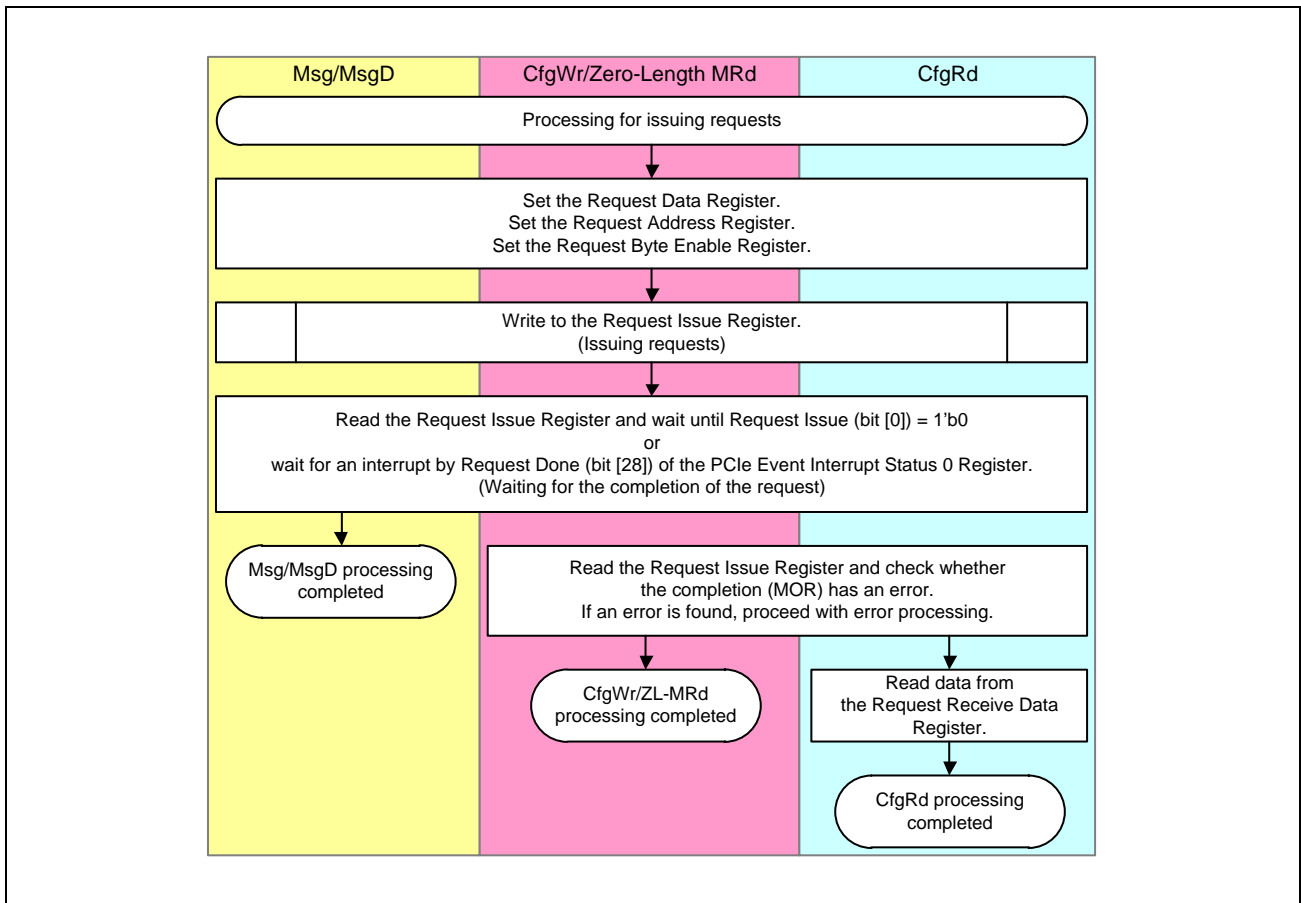 Msg/MsgD
CfgWr/Zero-Length MRd
CfgRd
Processing for issuing requests
Set the Request Data Register.
Set the Request Address Register.
Set the Request Byte Enable Register.
Write to the Request Issue Register.
(Issuing requests)
Read the Request Issue Register and wait until Request Issue (bit [0]) = 1’b0
or
wait for an interrupt by Request Done (bit [28]) of the PCIe Event Interrupt Status 0 Register.
(Waiting for the completion of the request)
Msg/MsgD processing
completed
Read the Request Issue Register and check whether
the completion (MOR) has an error.
If an error is found, proceed with error processing.
CfgWr/ZL-MRd
processing completed
Read data from
the Request Receive Data
Register.
CfgRd processing
completed